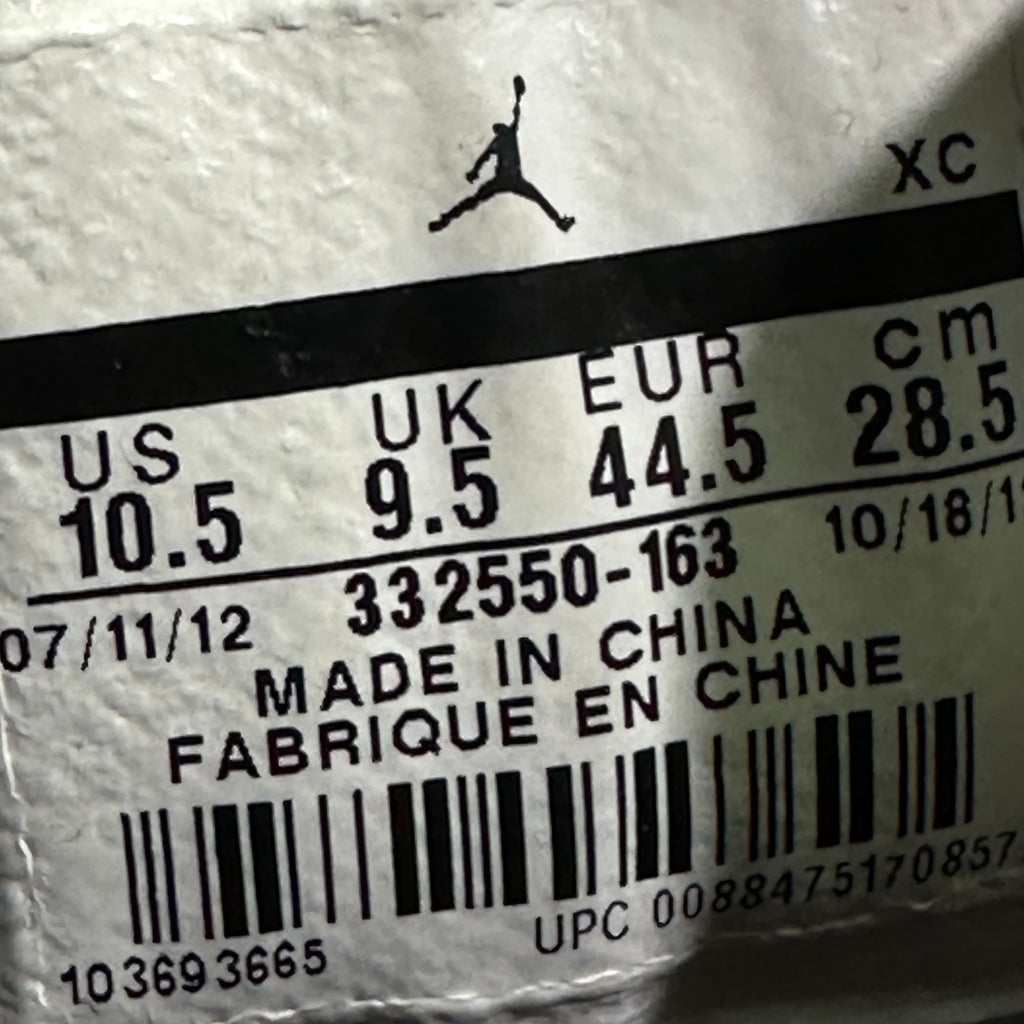 XC
US UK EUR cm
10.5 9.5 44.5 28.5
07/11/12 332550-163 10/18/1
MADE IN CHINA
FABRIQUE EN CHINE
103693665 UPC 0088475170857